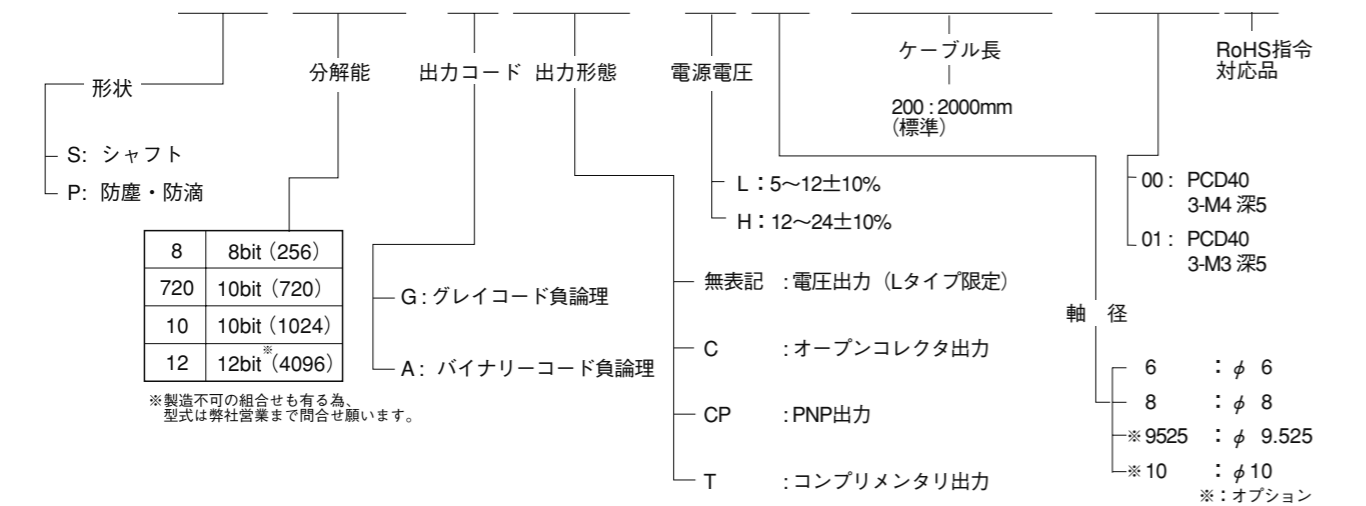 形状
S: シャフト
P: 防塵・防滴
分解能
8 8bit（256）
720 10bit（720）
10 10bit（1024）
12 12bit※（4096）
※製造不可の組合せも有る為、
型式は弊社営業まで問合せ願います。
出力コード
G : グレイコード負論理
A : バイナリーコード負論理
出力形態
無表記 : 電圧出力（Lタイプ限定）
C : オープンコレクタ出力
CP : PNP出力
T : コンプリメンタリ出力
電源電圧
L：5～12±10%
H：12～24±10%
軸 径
6 ：φ 6
8 ：φ 8
※9525 ：φ 9.525
※10 ：φ10
※：オプション
ケーブル長
200 : 2000mm
（標準）
00 : PCD40
3-M4 深5
01 : PCD40
3-M3 深5
RoHS指令
対応品